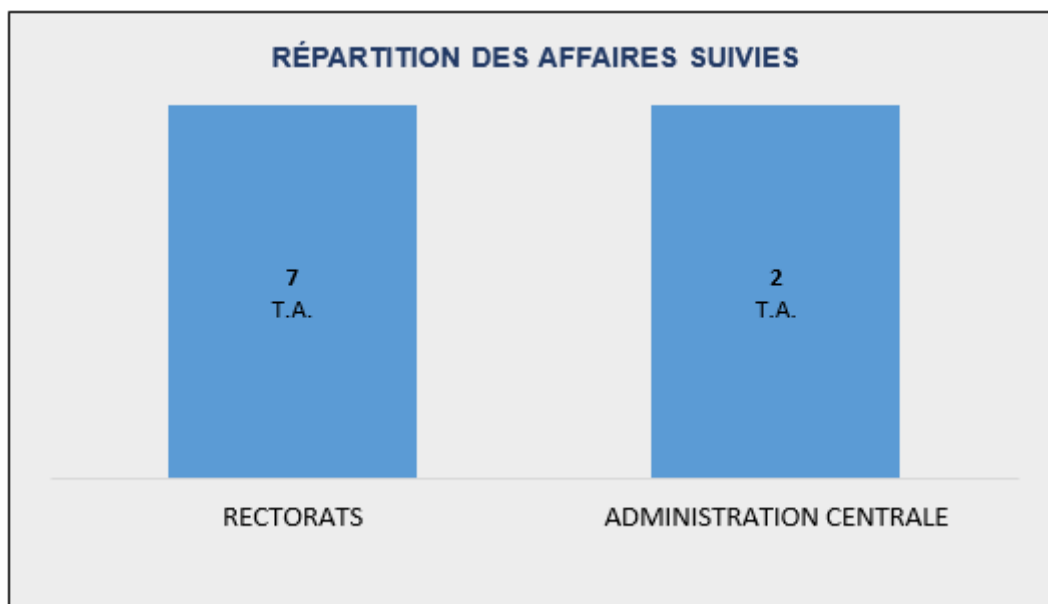 RÉPARTITION DES AFFAIRES SUIVIES
7
T.A.
2
T.A.
RECTORATS
ADMINISTRATION CENTRALE